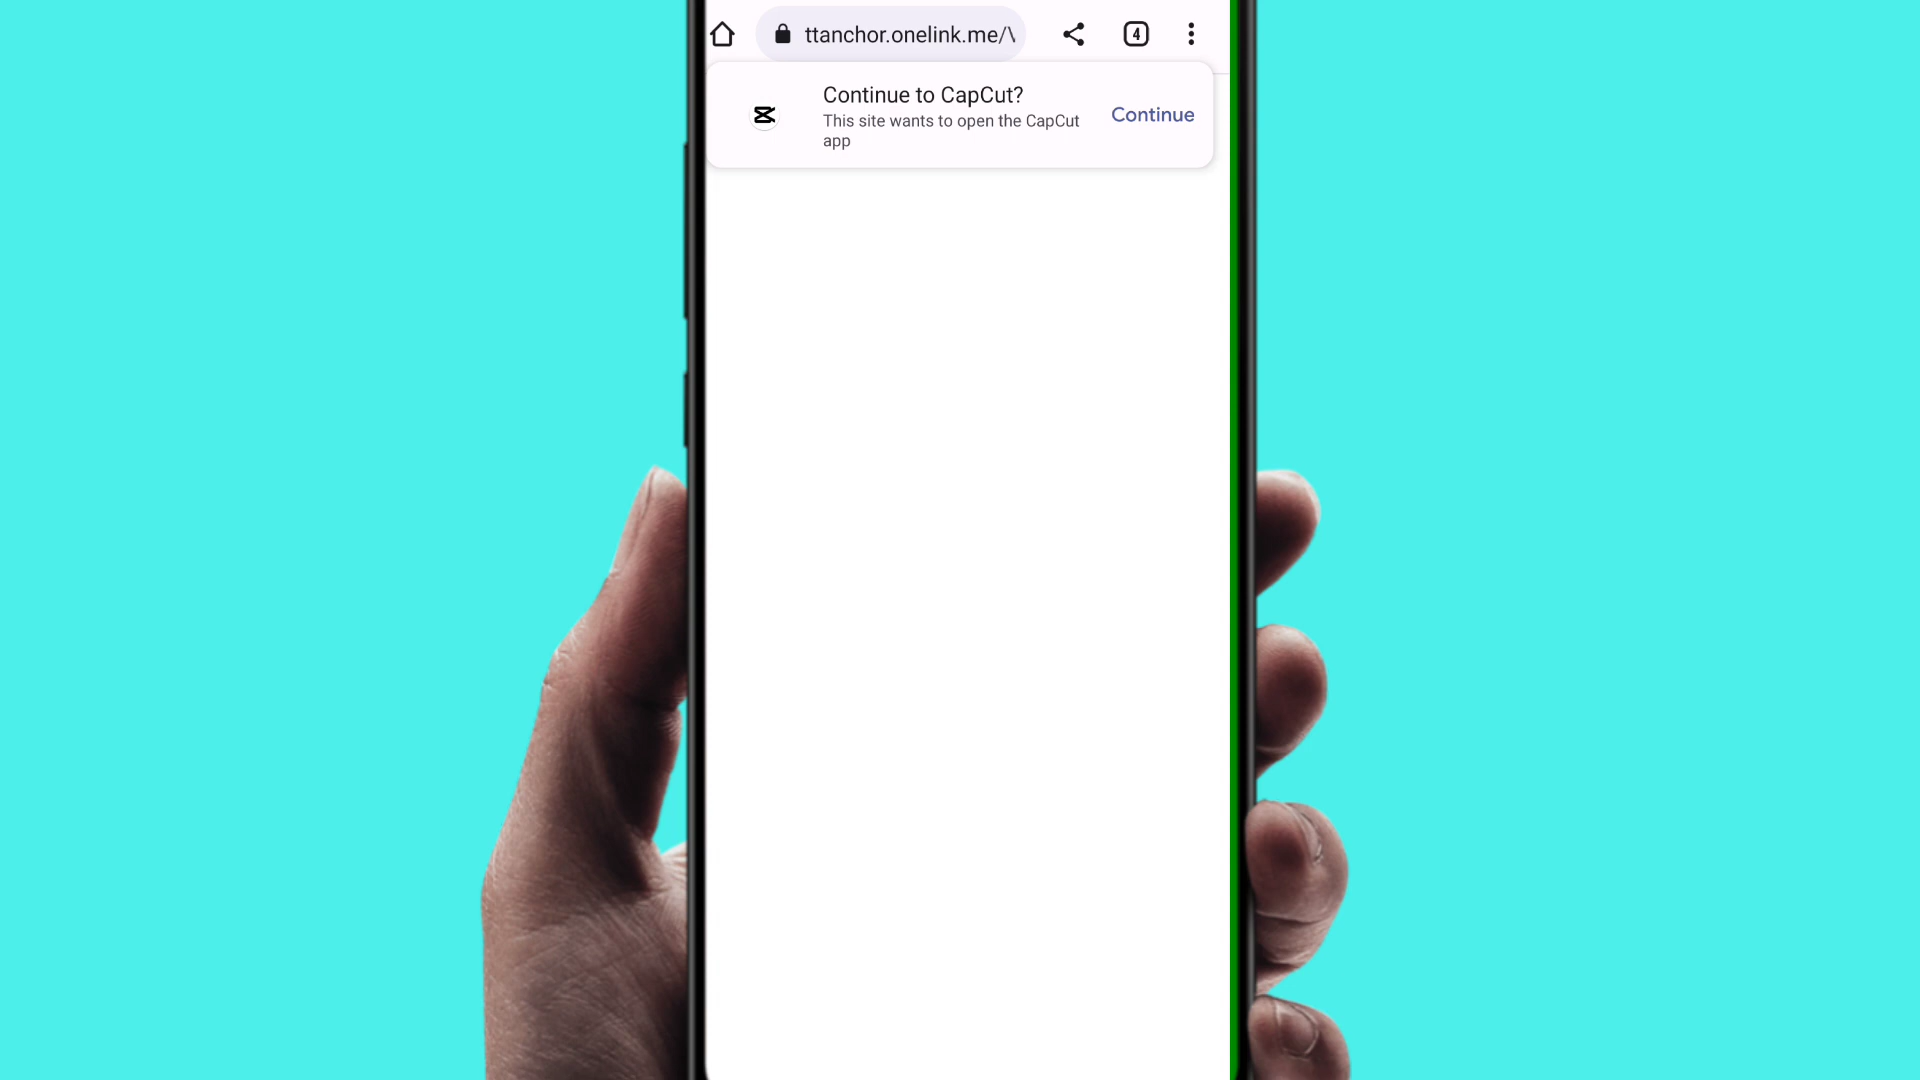 ttanchor.onelink.me/\
4
Continue to CapCut?
This site wants to open the CapCut
app
Continue